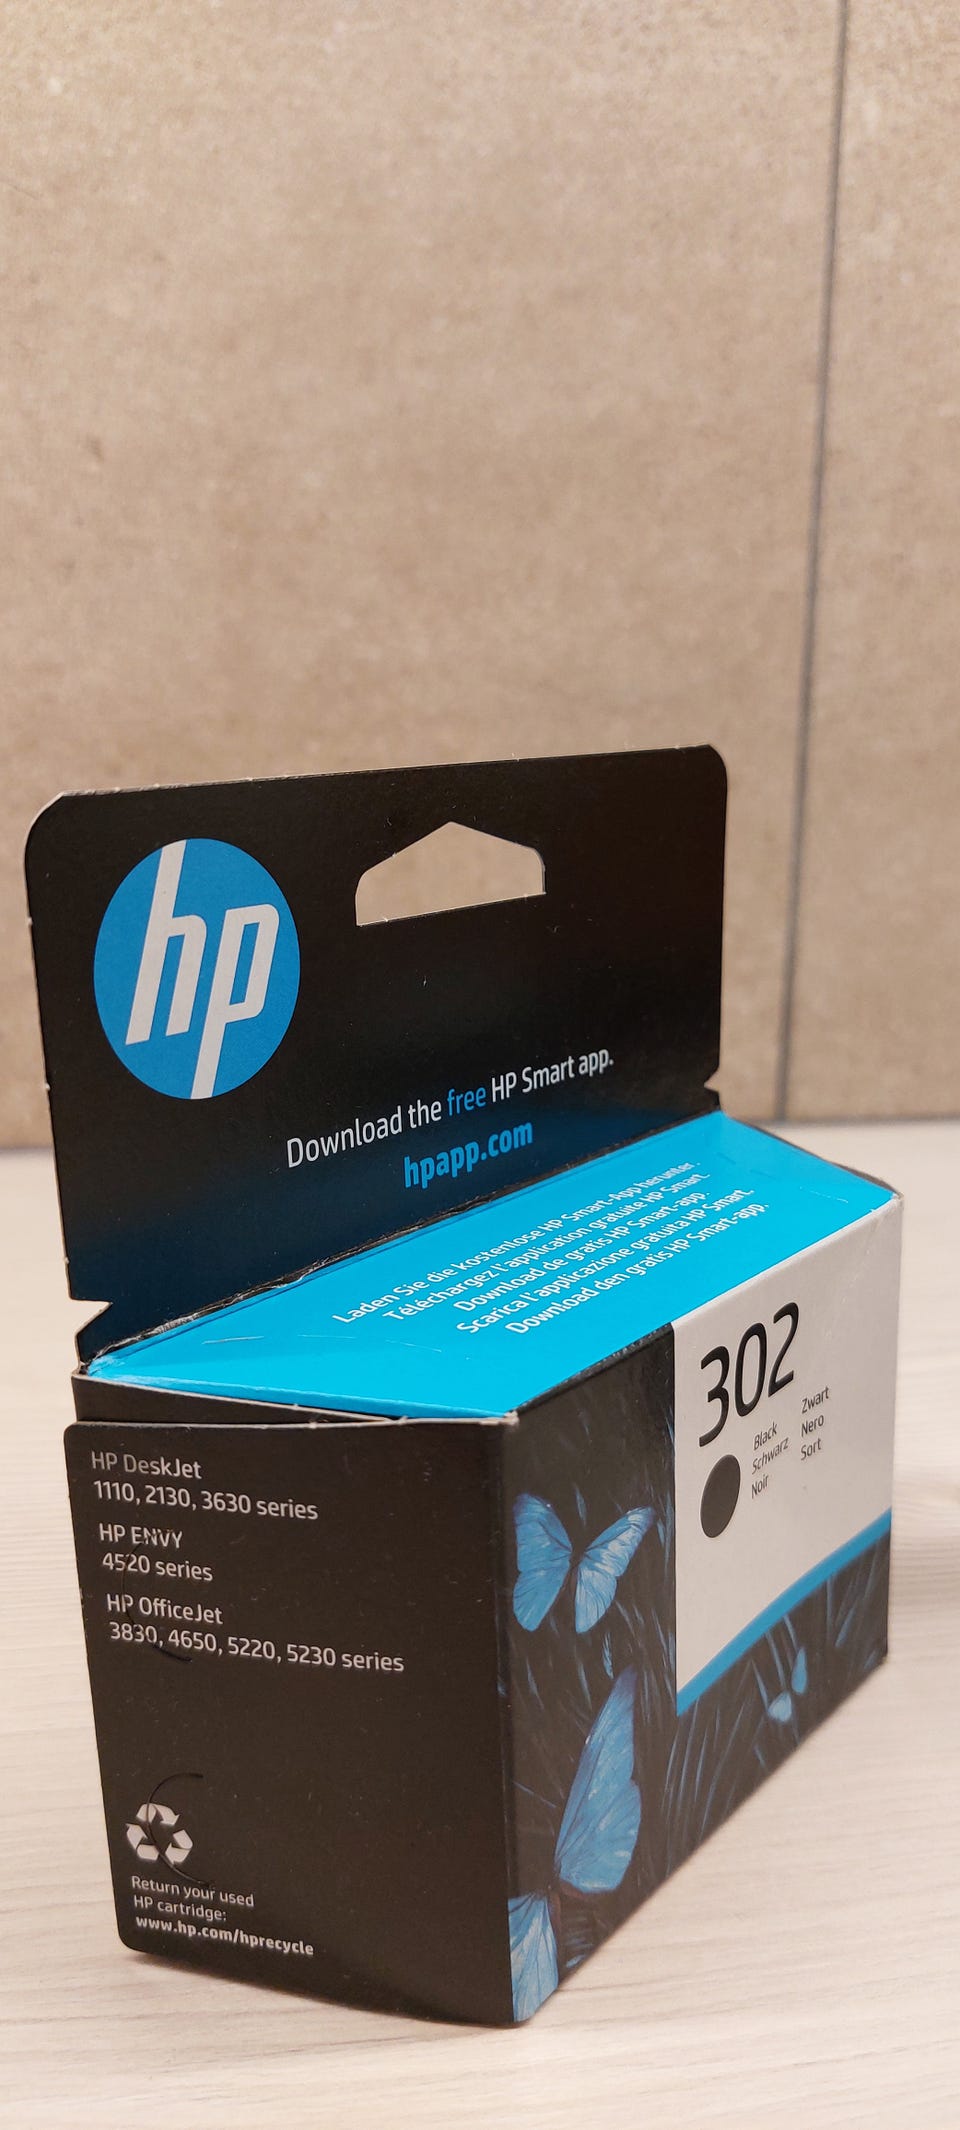 hp
Download the free HP Smart app.
hpapp.com
Laden Sie die kostenlose HP Smart-App herunter.
Téléchargez l'application gratuite HP Smart.
Download de gratis HP Smart-app.
Scarica l'applicazione gratuita HP Smart.
Download den gratis HP Smart-app.
302
Black
Schwarz
Noir
Zwart
Nero
Sort
HP DeskJet
1110, 2130, 3630 series
HP ENVY
4520 series
HP OfficeJet
3830, 4650, 5220, 5230 series
Return your used
HP cartridge:
www.hp.com/hprecycle